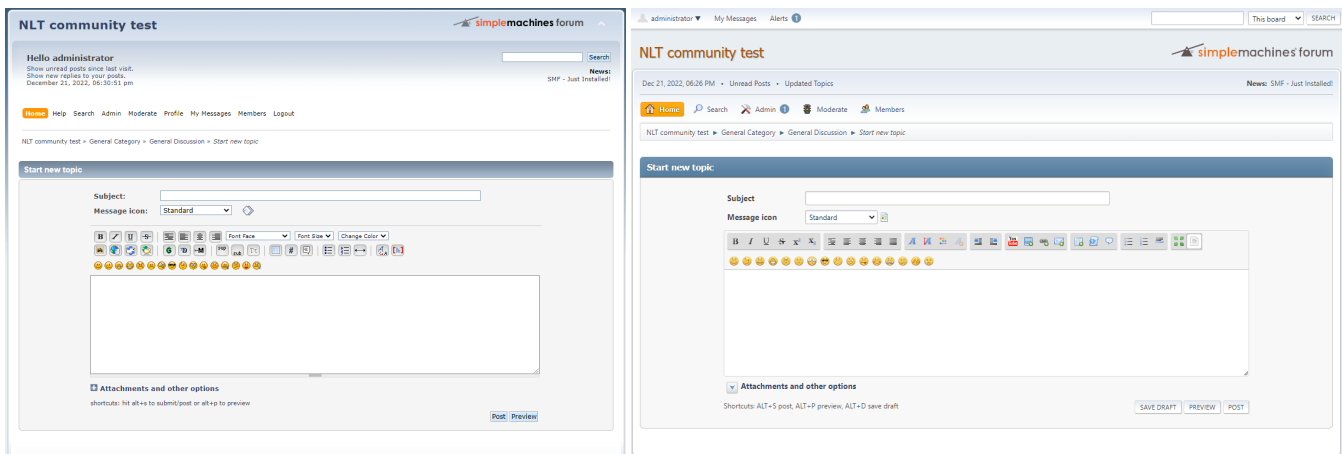 NLT community test
simplemachines forum
Hello administrator
Show unread posts since last visit.
Show new replies to your posts.
December 21, 2022, 06:30:51 pm
Search
News:
SMF - Just Installed!
Home Help Search Admin Moderate Profile My Messages Members Logout
NLT community test » General Category » General Discussion » Start new topic
Start new topic
Subject:
Message icon: Standard
B I U S Font Face Font Size Change Color
Attachments and other options
shortcuts: hit alt+s to submit/post or alt+p to preview
Post Preview
administrator ▼ My Messages Alerts 1
This board SEARCH
NLT community test
simplemachines forum
Dec 21, 2022, 06:26 PM • Unread Posts • Updated Topics
News: SMF - Just Installed!
Home Search Admin 1 Moderate Members
NLT community test ► General Category ► General Discussion ► Start new topic
Start new topic
Subject
Message icon Standard
B I U S x² X₂
Attachments and other options
Shortcuts: ALT+S post, ALT+P preview, ALT+D save draft
SAVE DRAFT PREVIEW POST